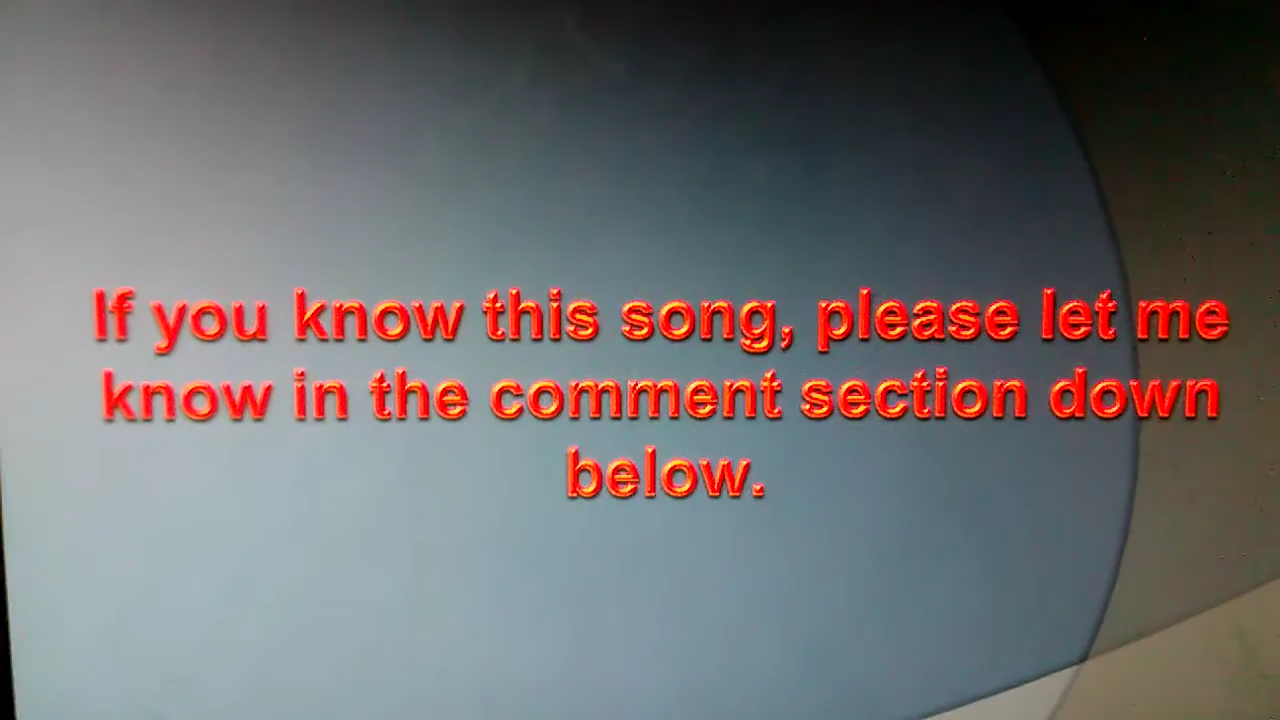 If you know this song, please let me
know in the comment section down
below.